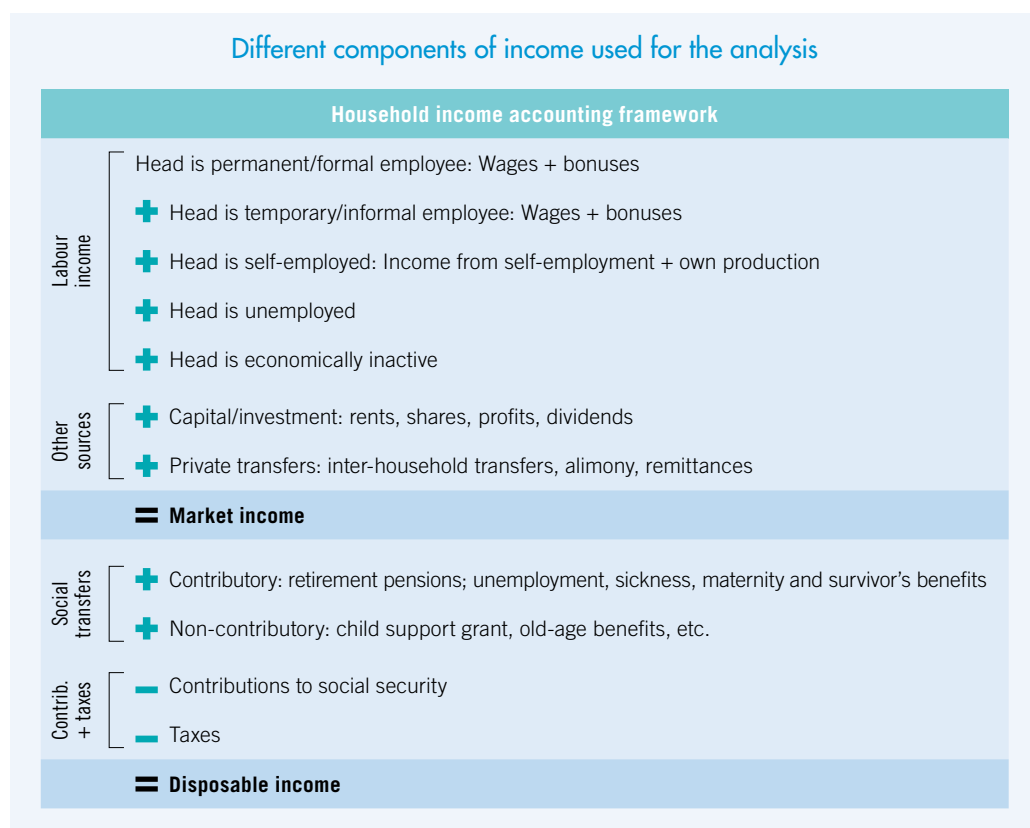 Different components of income used for the analysis
Household income accounting framework
Labour
income
Head is permanent/formal employee: Wages + bonuses
+ Head is temporary/informal employee: Wages + bonuses
+ Head is self-employed: Income from self-employment + own production
+ Head is unemployed
+ Head is economically inactive
Other
sources
+ Capital/investment: rents, shares, profits, dividends
+ Private transfers: inter-household transfers, alimony, remittances
= Market income
Social
transfers
+ Contributory: retirement pensions; unemployment, sickness, maternity and survivor’s benefits
+ Non-contributory: child support grant, old-age benefits, etc.
Contrib.
+ taxes
− Contributions to social security
− Taxes
= Disposable income